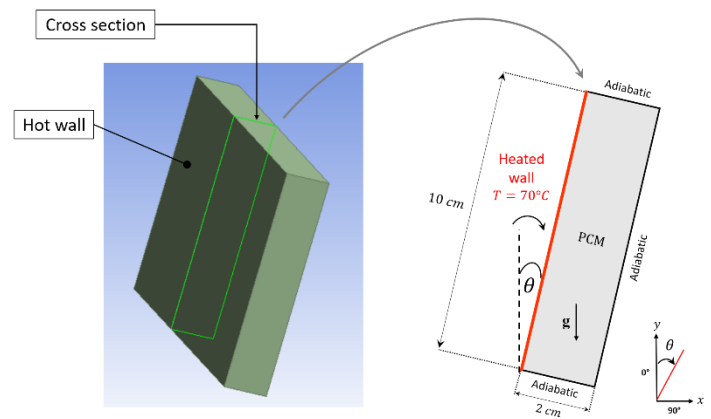 Cross section
Hot wall
Adiabatic
Heated
wall
T = 70°C
10 cm
PCM
Adiabatic
θ
g
Adiabatic
2 cm
y
θ
0°
x
90°